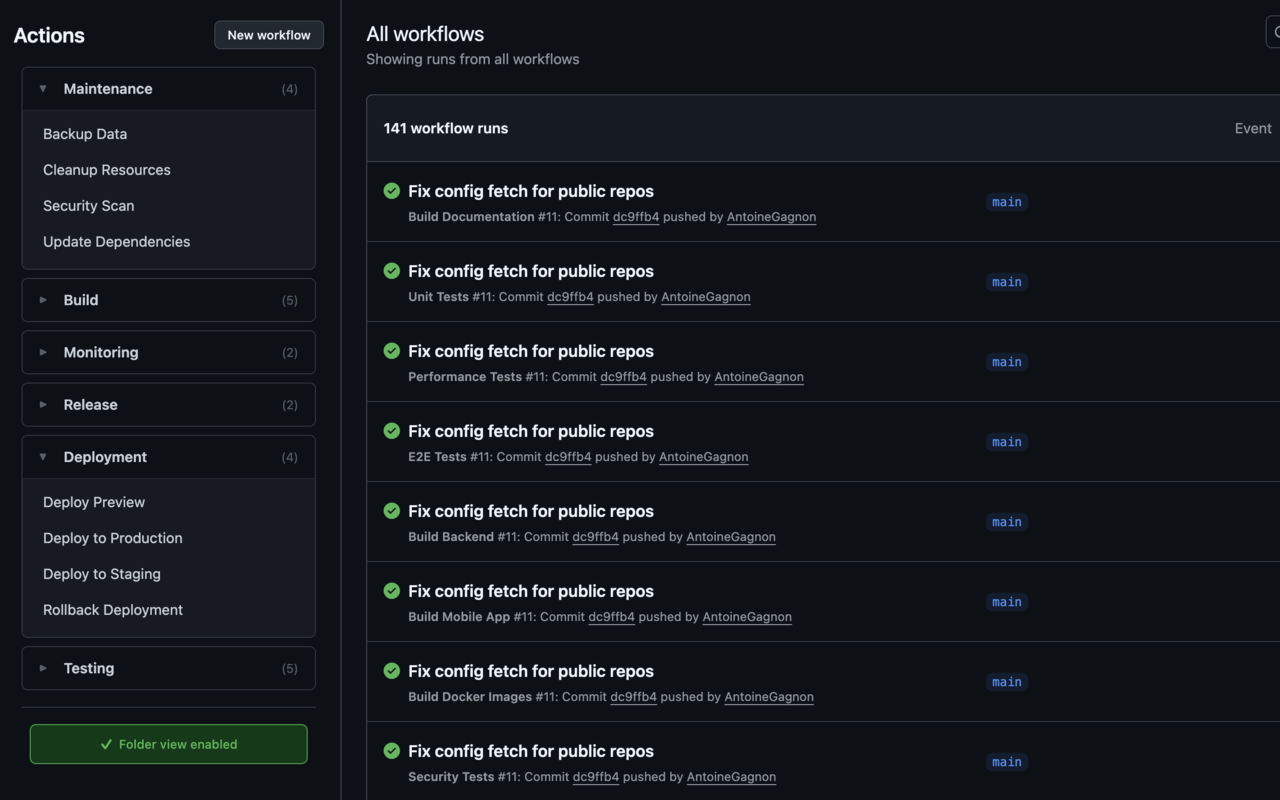 Actions
New workflow
Maintenance (4)
Backup Data
Cleanup Resources
Security Scan
Update Dependencies
Build (5)
Monitoring (2)
Release (2)
Deployment (4)
Deploy Preview
Deploy to Production
Deploy to Staging
Rollback Deployment
Testing (5)
Folder view enabled
All workflows
Showing runs from all workflows
141 workflow runs
Event
Fix config fetch for public repos
Build Documentation #11: Commit dc9ffb4 pushed by AntoineGagnon
main
Fix config fetch for public repos
Unit Tests #11: Commit dc9ffb4 pushed by AntoineGagnon
main
Fix config fetch for public repos
Performance Tests #11: Commit dc9ffb4 pushed by AntoineGagnon
main
Fix config fetch for public repos
E2E Tests #11: Commit dc9ffb4 pushed by AntoineGagnon
main
Fix config fetch for public repos
Build Backend #11: Commit dc9ffb4 pushed by AntoineGagnon
main
Fix config fetch for public repos
Build Mobile App #11: Commit dc9ffb4 pushed by AntoineGagnon
main
Fix config fetch for public repos
Build Docker Images #11: Commit dc9ffb4 pushed by AntoineGagnon
main
Fix config fetch for public repos
Security Tests #11: Commit dc9ffb4 pushed by AntoineGagnon
main